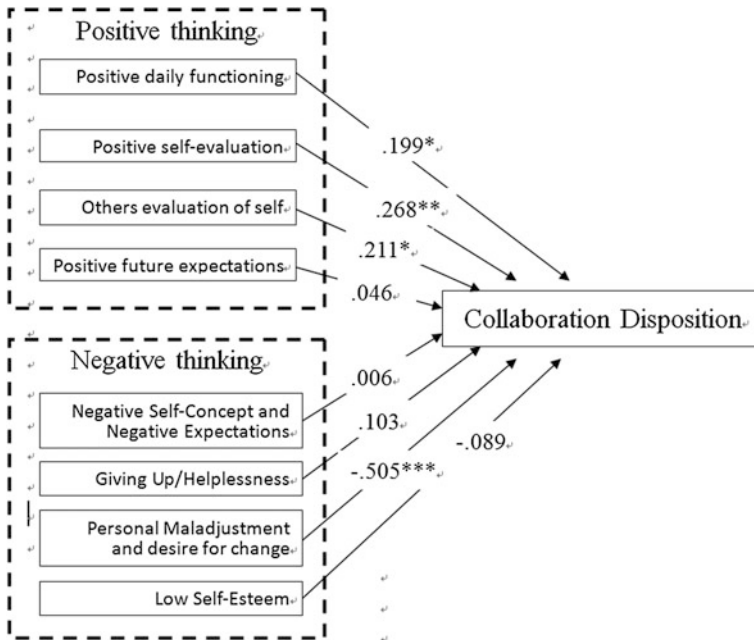 Positive thinking
Positive daily functioning
.199*
Positive self-evaluation
.268**
Others evaluation of self
.211*
Positive future expectations
.046
Collaboration Disposition
Negative thinking
.006
Negative Self-Concept and
Negative Expectations
.103
-.089
Giving Up/Helplessness
-.505***
Personal Maladjustment
and desire for change
Low Self-Esteem